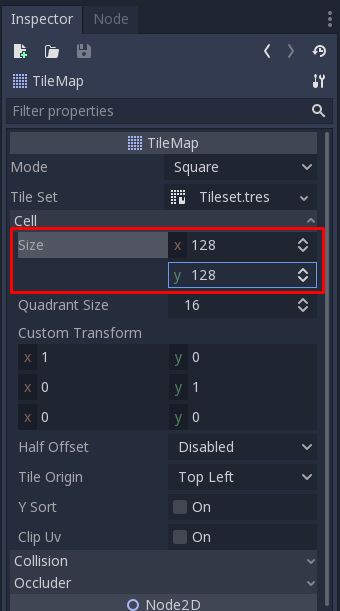 Inspector Node
TileMap
Filter properties
TileMap
Mode Square
Tile Set Tileset.tres
Cell
Size x 128
y 128
Quadrant Size 16
Custom Transform
x 1 y 0
x 0 y 1
x 0 y 0
Half Offset Disabled
Tile Origin Top Left
Y Sort On
Clip Uv On
Collision
Occluder
Node2D